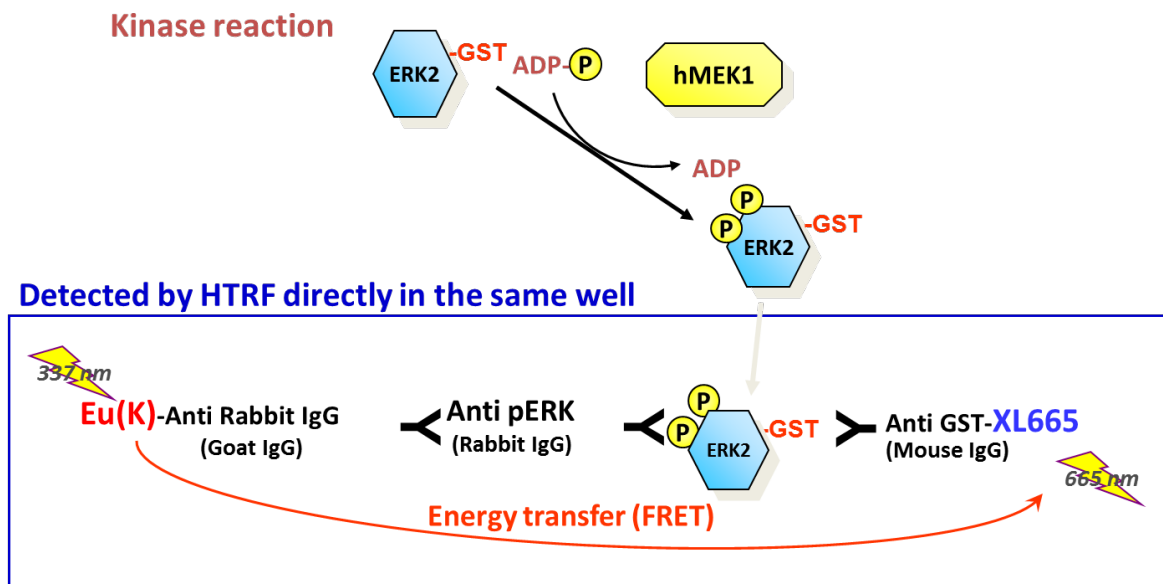 Kinase reaction
ERK2
-GST
ADP-P
hMEK1
ADP
P
P
ERK2
-GST
Detected by HTRF directly in the same well
337 nm
Eu(K)-Anti Rabbit IgG
(Goat IgG)
Anti pERK
(Rabbit IgG)
P
P
ERK2
-GST
Anti GST-XL665
(Mouse IgG)
665 nm
Energy transfer (FRET)